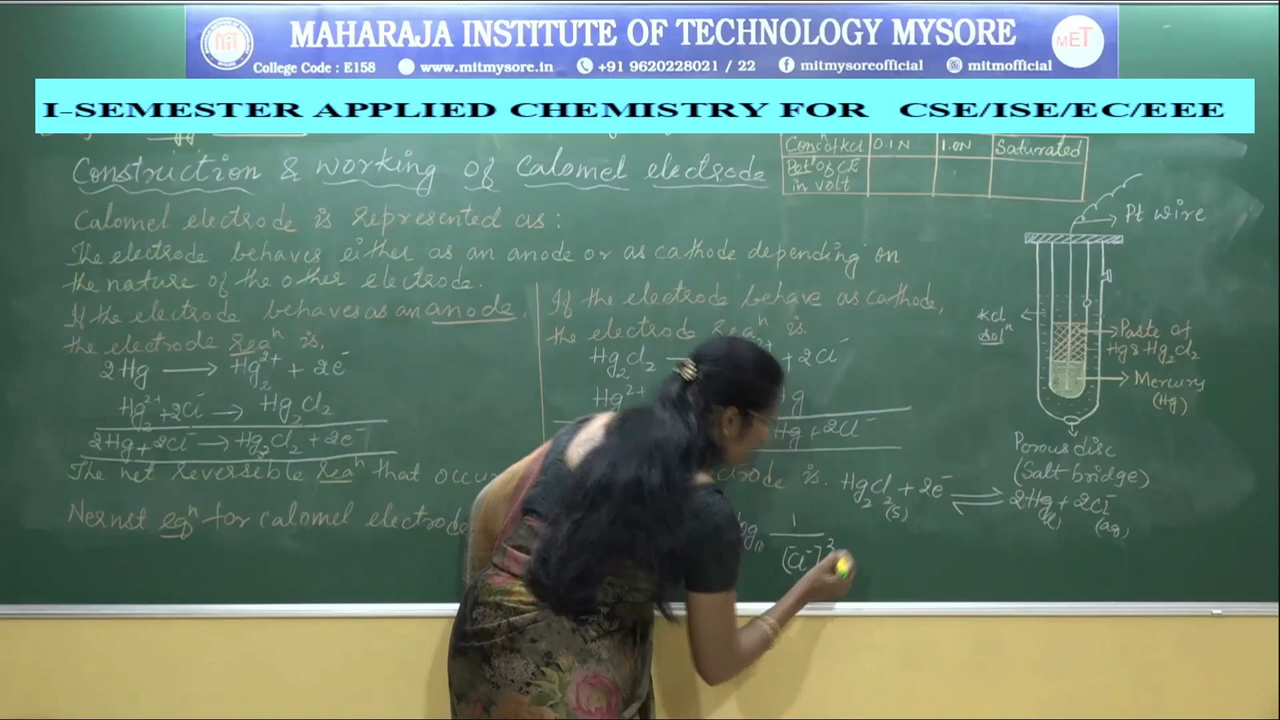 MAHARAJA INSTITUTE OF TECHNOLOGY MYSORE
MIT
MET
College Code : E158 www.mitmysore.in +91 9620228021 / 22 mitmysoreofficial mitmofficial
I-SEMESTER APPLIED CHEMISTRY FOR CSE/ISE/EC/EEE
Concⁿ of kcl 0.1N 1.0N Saturated
Potˡ of CE
in volt
Construction & working of Calomel electrode
Calomel electrode is represented as :
The electrode behaves either as an anode or as cathode depending on
the nature of the other electrode.
If the electrode behaves as an anode,
the electrode reaⁿ is,
2Hg → Hg₂²⁺ + 2e⁻
Hg₂²⁺ + 2Cl⁻ → Hg₂Cl₂
2Hg + 2Cl⁻ → Hg₂Cl₂ + 2e⁻
If the electrode behave as cathode,
the electrode reaⁿ is.
Hg₂Cl₂ → + 2Cl⁻
Hg²⁺
Hg + 2Cl⁻
The net reversible reaⁿ that is. Hg₂Cl₂(s) + 2e⁻ ⇌ 2Hg(l) + 2Cl⁻(aq)
Nernst eqⁿ for calomel electrode
log₁₀ 1
[Cl⁻]²
Pt wire
kcl
solⁿ
Paste of
Hg & Hg₂Cl₂
Mercury
(Hg)
Porous disc
(Salt bridge)